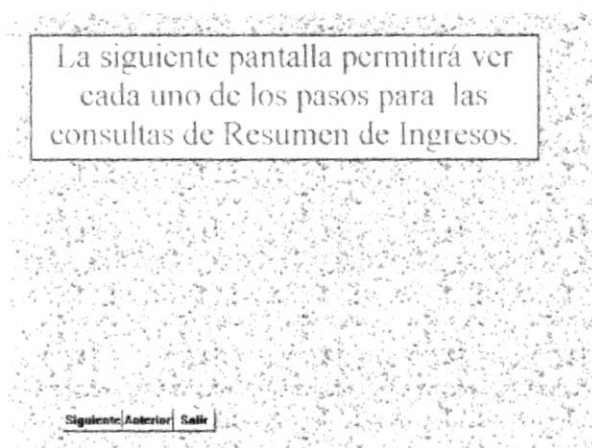 La siguiente pantalla permitirá ver
cada uno de los pasos para las
consultas de Resumen de Ingresos.
Siguiente Anterior Salir